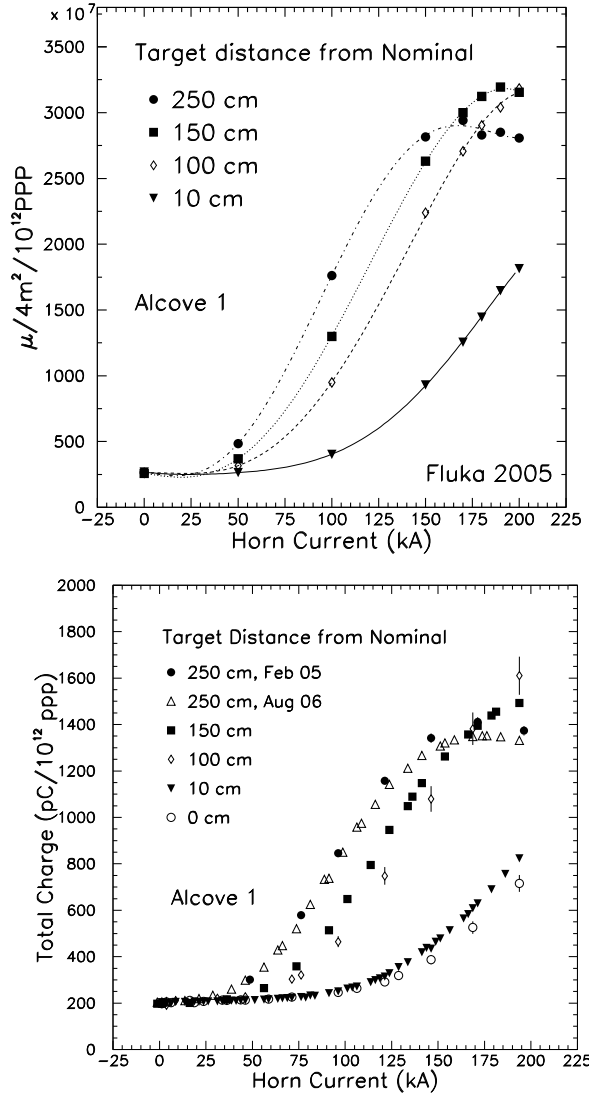 × 10⁷
3500
3000
2500
2000
1500
1000
500
0
Target distance from Nominal
250 cm
150 cm
100 cm
10 cm
Alcove 1
Fluka 2005
μ/4m²/10¹²PPP
−25 0 25 50 75 100 125 150 175 200 225
Horn Current (kA)
2000
1800
1600
1400
1200
1000
800
600
400
200
0
Target Distance from Nominal
250 cm, Feb 05
250 cm, Aug 06
150 cm
100 cm
10 cm
0 cm
Alcove 1
Total Charge (pC/10¹² ppp)
−25 0 25 50 75 100 125 150 175 200 225
Horn Current (kA)